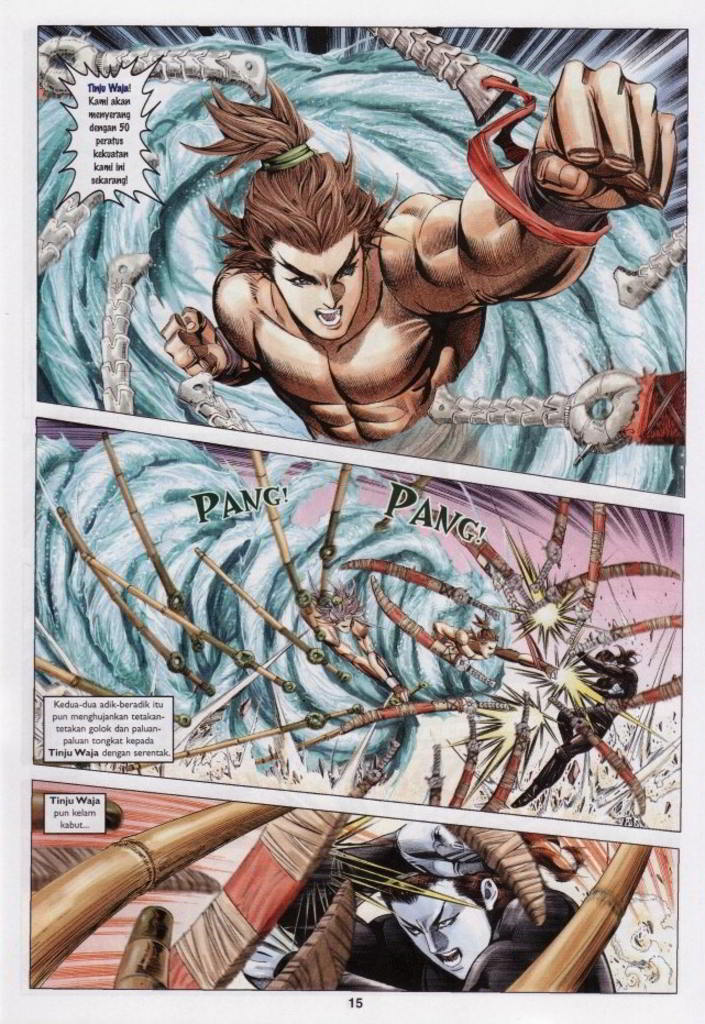 Tinju Waja!
Kami akan
menyerang
dengan 50
peratus
kekuatan
kami ini
sekarang!
PANG!
PANG!
Kedua-dua adik-beradik itu
pun menghujankan tetakan-
tetakan golok dan paluan-
paluan tongkat kepada
Tinju Waja dengan serentak.
Tinju Waja
pun kelam
kabut...
15